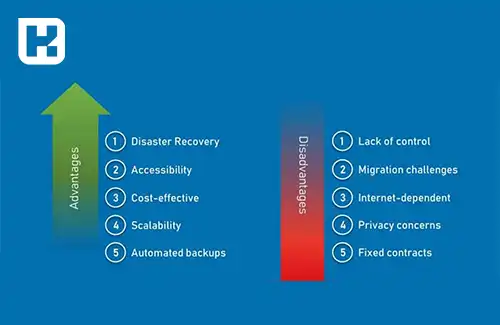 Advantages
1 Disaster Recovery
2 Accessibility
3 Cost-effective
4 Scalability
5 Automated backups
Disadvantages
1 Lack of control
2 Migration challenges
3 Internet-dependent
4 Privacy concerns
5 Fixed contracts